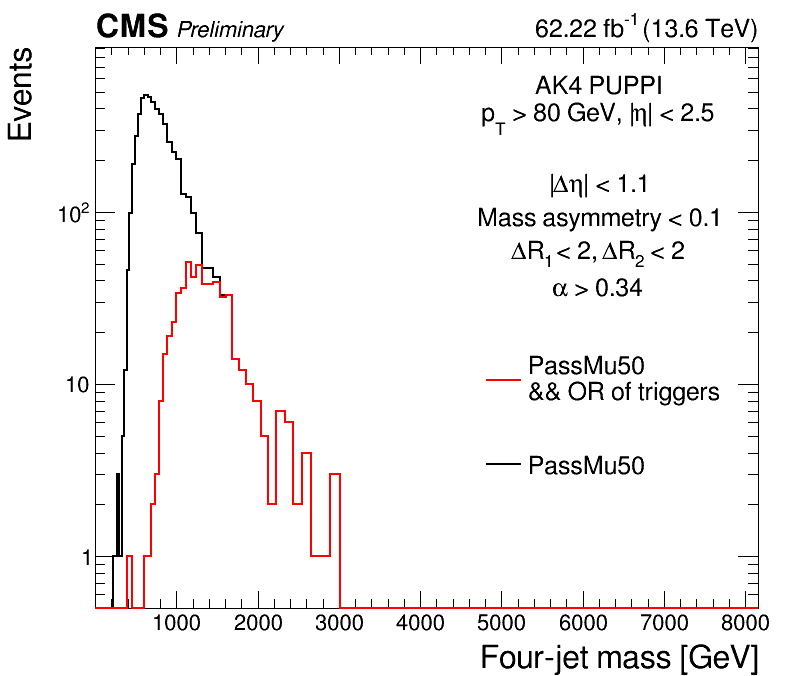 CMS Preliminary
62.22 fb-1 (13.6 TeV)
Events
AK4 PUPPI
pT > 80 GeV, |η| < 2.5
|Δη| < 1.1
Mass asymmetry < 0.1
ΔR1 < 2, ΔR2 < 2
α > 0.34
PassMu50
&& OR of triggers
PassMu50
10²
10
1
1000 2000 3000 4000 5000 6000 7000 8000
Four-jet mass [GeV]